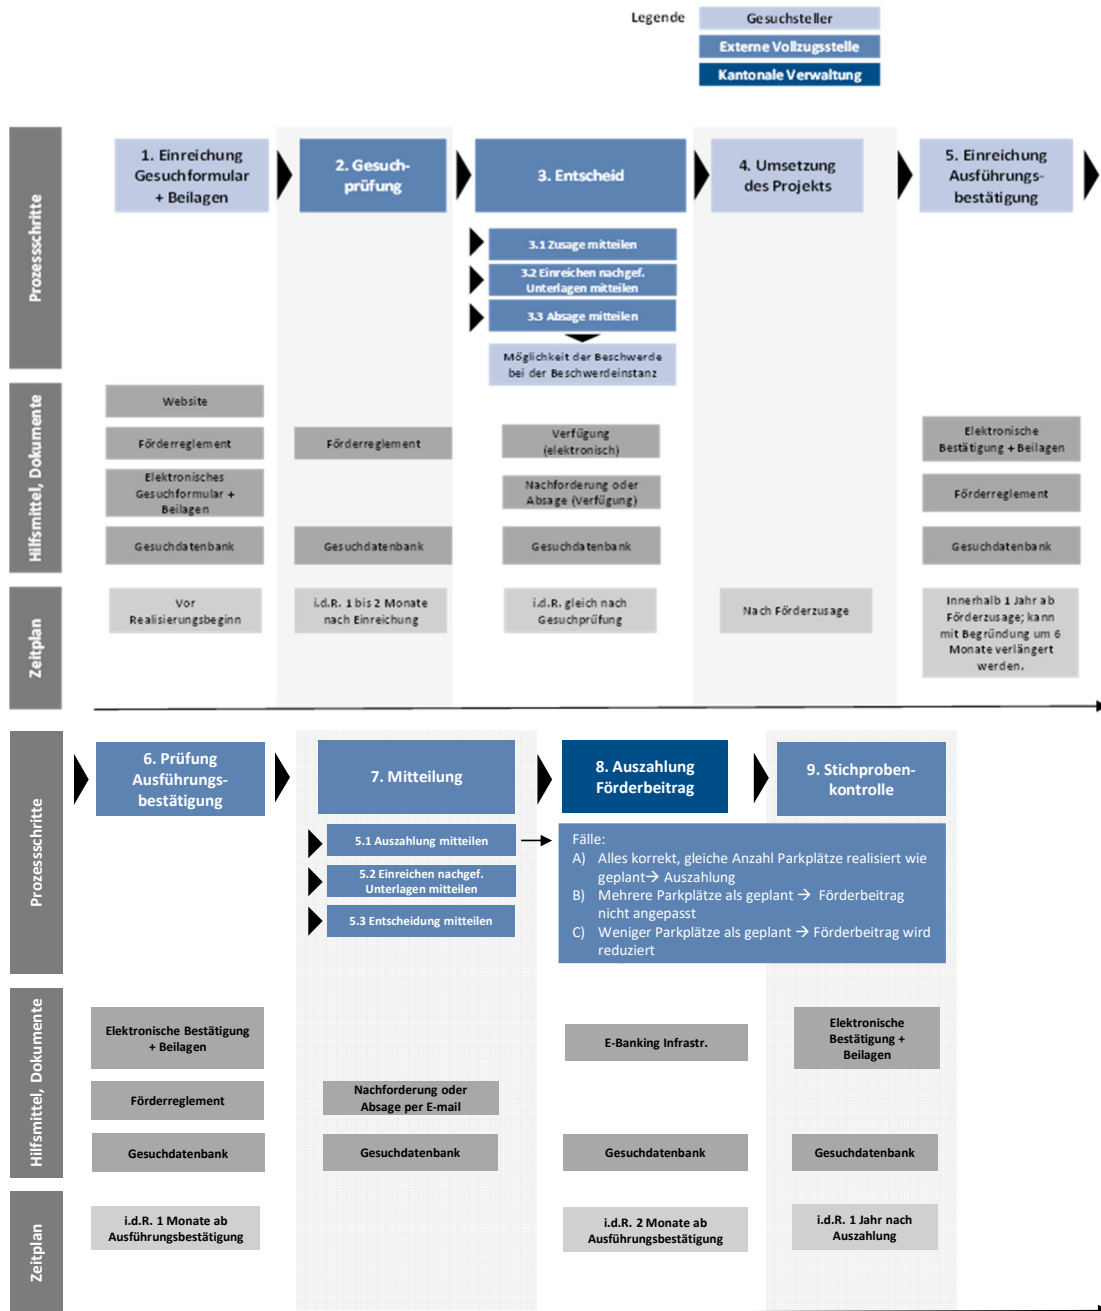 Legende
Gesuchsteller
Externe Vollzugsstelle
Kantonale Verwaltung
Prozessschritte
1. Einreichung
Gesuchformular
+ Beilagen
2. Gesuch-
prüfung
3. Entscheid
4. Umsetzung
des Projekts
5. Einreichung
Ausführungs-
bestätigung
3.1 Zusage mitteilen
3.2 Einreichen nachgef.
Unterlagen mitteilen
3.3 Absage mitteilen
Möglichkeit der Beschwerde
bei der Beschwerdeinstanz
Hilfsmittel, Dokumente
Website
Förderreglement
Elektronisches
Gesuchformular +
Beilagen
Gesuchdatenbank
Förderreglement
Gesuchdatenbank
Verfügung
(elektronisch)
Nachforderung oder
Absage (Verfügung)
Gesuchdatenbank
Elektronische
Bestätigung + Beilagen
Förderreglement
Gesuchdatenbank
Zeitplan
Vor
Realisierungsbeginn
i.d.R. 1 bis 2 Monate
nach Einreichung
i.d.R. gleich nach
Gesuchprüfung
Nach Förderzusage
Innerhalb 1 Jahr ab
Förderzusage; kann
mit Begründung um 6
Monate verlängert
werden.
Prozessschritte
6. Prüfung
Ausführungs-
bestätigung
7. Mitteilung
8. Auszahlung
Förderbeitrag
9. Stichproben-
kontrolle
5.1 Auszahlung mitteilen
5.2 Einreichen nachgef.
Unterlagen mitteilen
5.3 Entscheidung mitteilen
Fälle:
A) Alles korrekt, gleiche Anzahl Parkplätze realisiert wie
geplant→ Auszahlung
B) Mehrere Parkplätze als geplant → Förderbeitrag
nicht angepasst
C) Weniger Parkplätze als geplant → Förderbeitrag wird
reduziert
Hilfsmittel, Dokumente
Elektronische Bestätigung
+ Beilagen
Förderreglement
Gesuchdatenbank
Nachforderung oder
Absage per E-mail
Gesuchdatenbank
E-Banking Infrastr.
Gesuchdatenbank
Elektronische
Bestätigung +
Beilagen
Gesuchdatenbank
Zeitplan
i.d.R. 1 Monate ab
Ausführungsbestätigung
i.d.R. 2 Monate ab
Ausführungsbestätigung
i.d.R. 1 Jahr nach
Auszahlung